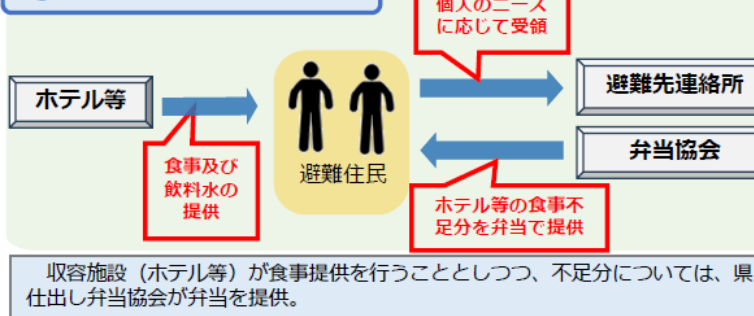 個人のニーズ
に応じて受領
ホテル等
避難先連絡所
食事及び
飲料水の
提供
避難住民
弁当協会
ホテル等の食事不
足分を弁当で提供
収容施設（ホテル等）が食事提供を行うこととしつつ、不足分については、県
仕出し弁当協会が弁当を提供。